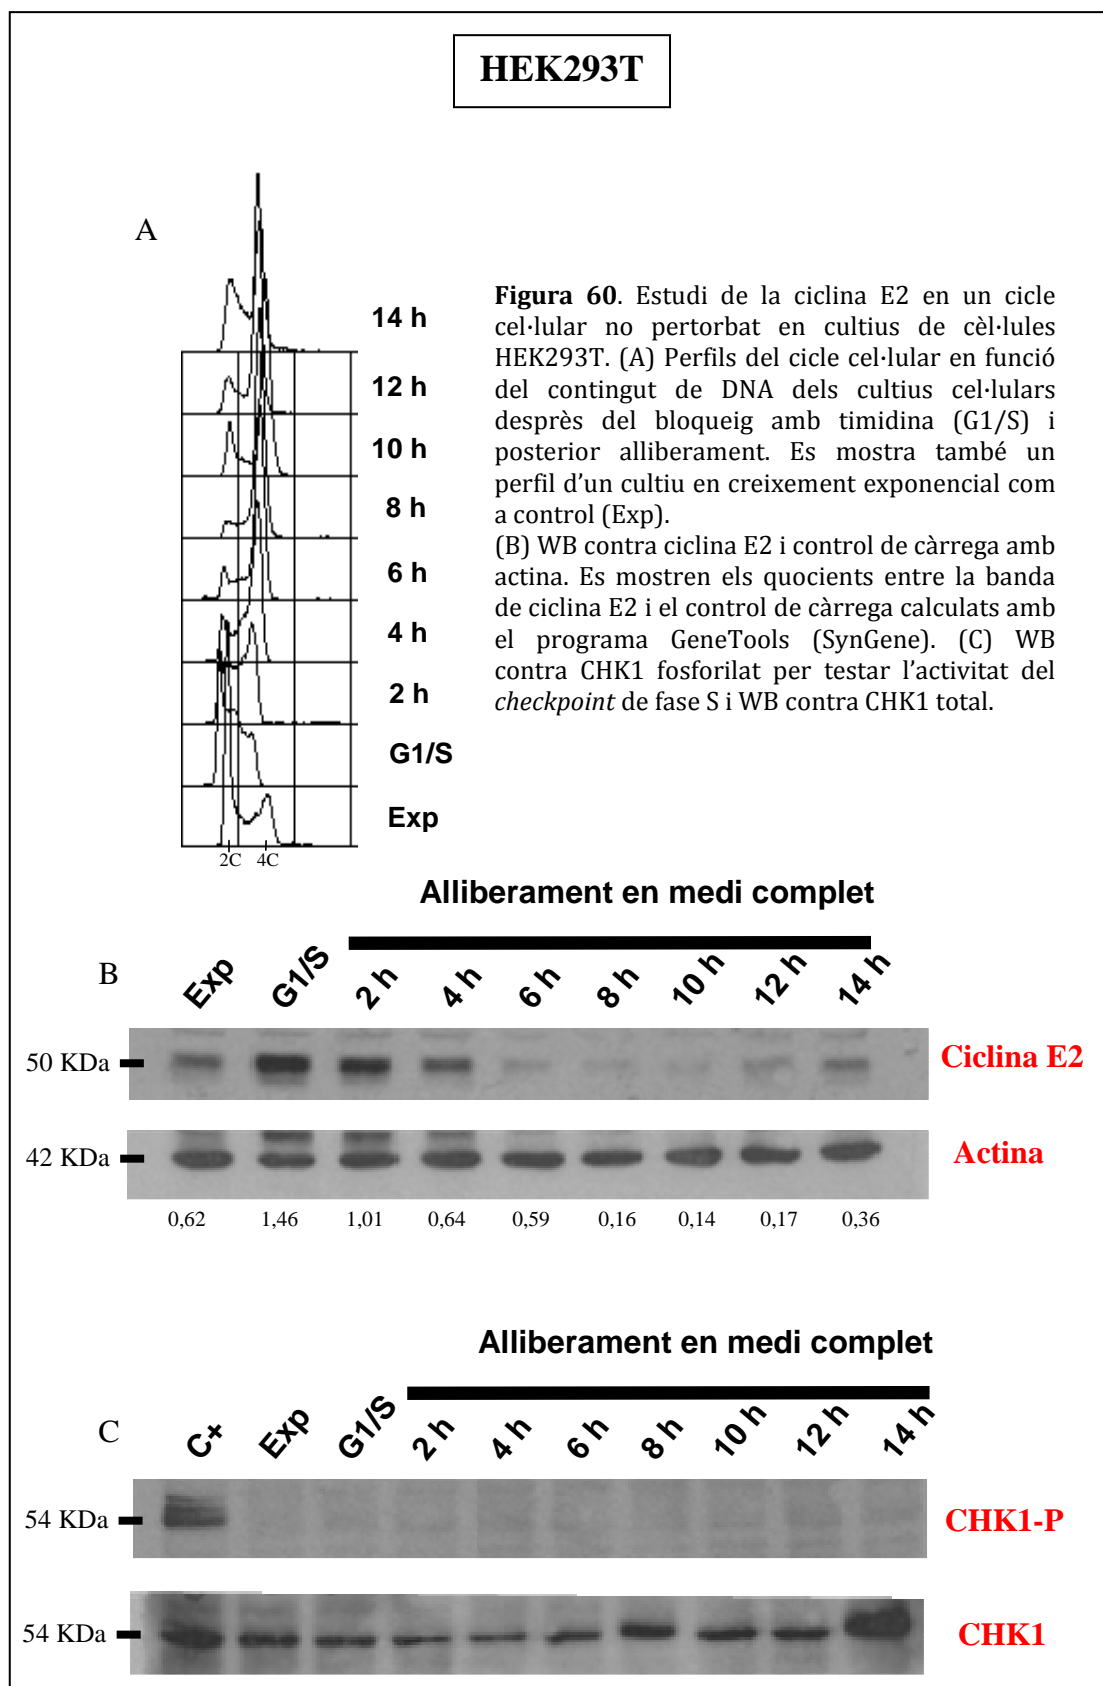 HEK293T
A
14 h
12 h
10 h
8 h
6 h
4 h
2 h
G1/S
Exp
2C 4C
Figura 60. Estudi de la ciclina E2 en un cicle
cel·lular no pertorbat en cultius de cèl·lules
HEK293T. (A) Perfils del cicle cel·lular en funció
del contingut de DNA dels cultius cel·lulars
desprès del bloqueig amb timidina (G1/S) i
posterior alliberament. Es mostra també un
perfil d'un cultiu en creixement exponencial com
a control (Exp).
(B) WB contra ciclina E2 i control de càrrega amb
actina. Es mostren els quocients entre la banda
de ciclina E2 i el control de càrrega calculats amb
el programa GeneTools (SynGene). (C) WB
contra CHK1 fosforilat per testar l'activitat del
checkpoint de fase S i WB contra CHK1 total.
Alliberament en medi complet
B
Exp G1/S 2 h 4 h 6 h 8 h 10 h 12 h 14 h
50 KDa Ciclina E2
42 KDa Actina
0,62 1,46 1,01 0,64 0,59 0,16 0,14 0,17 0,36
Alliberament en medi complet
C
C+ Exp G1/S 2 h 4 h 6 h 8 h 10 h 12 h 14 h
54 KDa CHK1-P
54 KDa CHK1